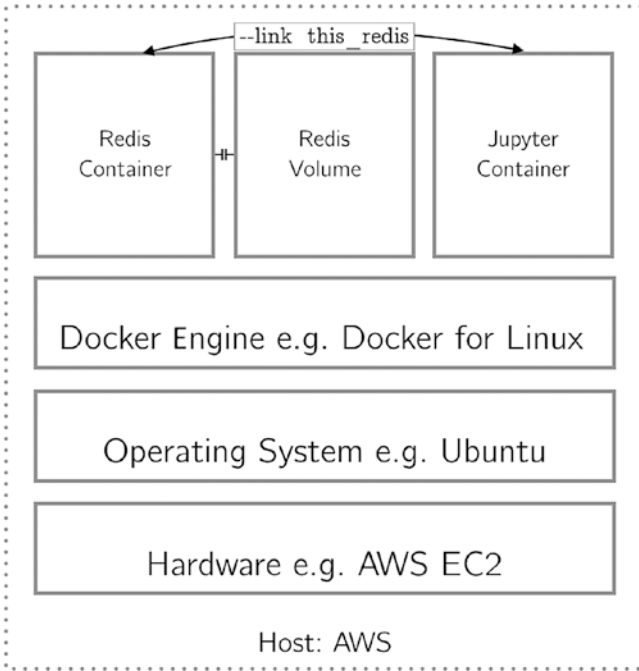 --link this_redis
Redis
Container
Redis
Volume
Jupyter
Container
Docker Engine e.g. Docker for Linux
Operating System e.g. Ubuntu
Hardware e.g. AWS EC2
Host: AWS